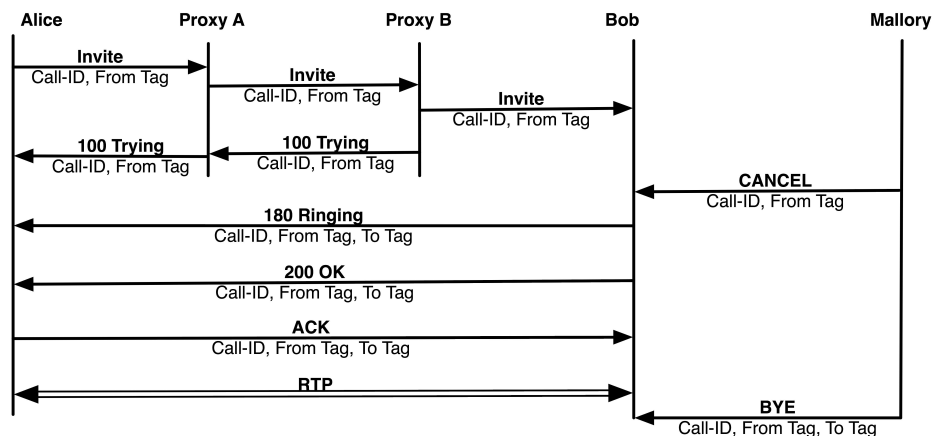 Alice Proxy A Proxy B Bob Mallory
Invite
Call-ID, From Tag
Invite
Call-ID, From Tag
Invite
Call-ID, From Tag
100 Trying
Call-ID, From Tag
100 Trying
Call-ID, From Tag
CANCEL
Call-ID, From Tag
180 Ringing
Call-ID, From Tag, To Tag
200 OK
Call-ID, From Tag, To Tag
ACK
Call-ID, From Tag, To Tag
RTP
BYE
Call-ID, From Tag, To Tag